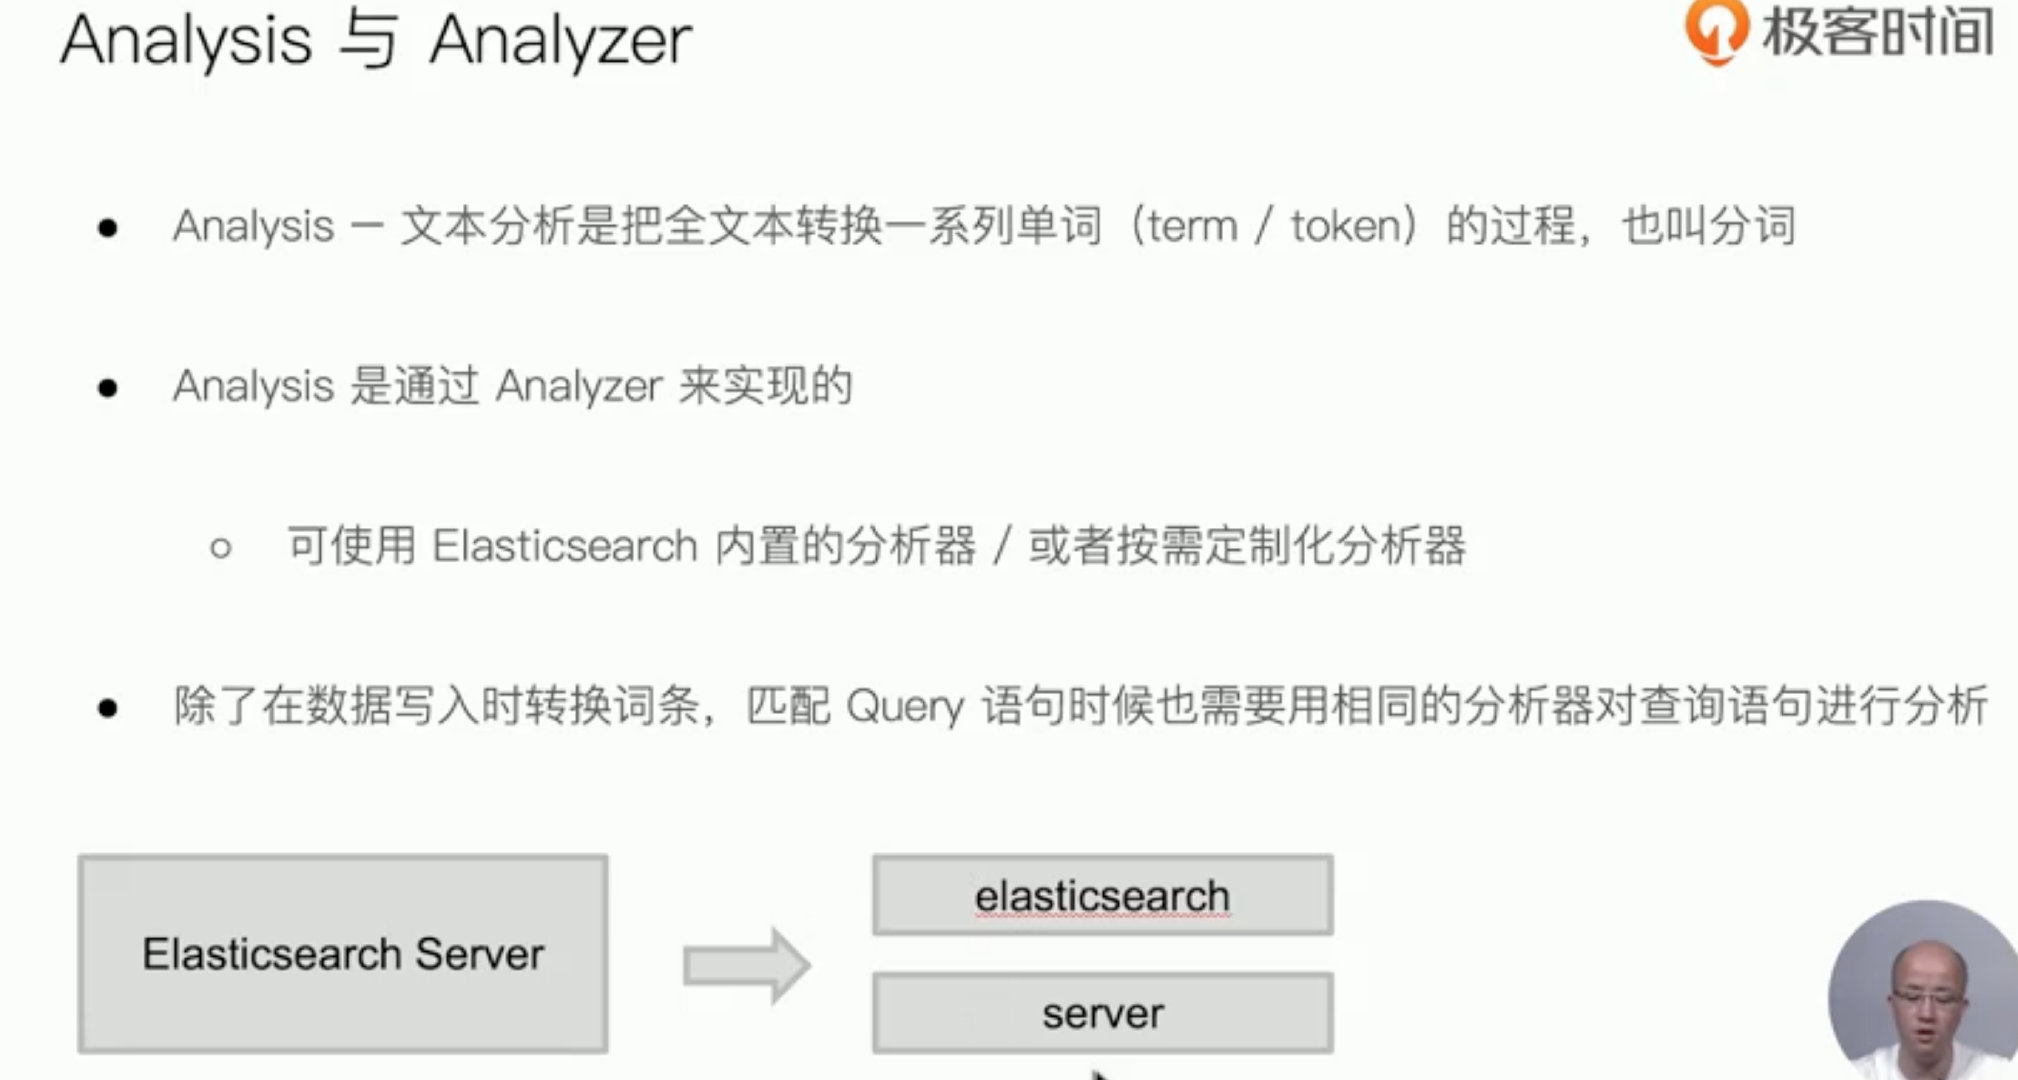 Analysis 与 Analyzer
极客时间
Analysis — 文本分析是把全文本转换一系列单词（term / token）的过程，也叫分词
Analysis 是通过 Analyzer 来实现的
可使用 Elasticsearch 内置的分析器 / 或者按需定制化分析器
除了在数据写入时转换词条，匹配 Query 语句时候也需要用相同的分析器对查询语句进行分析
Elasticsearch Server
elasticsearch
server